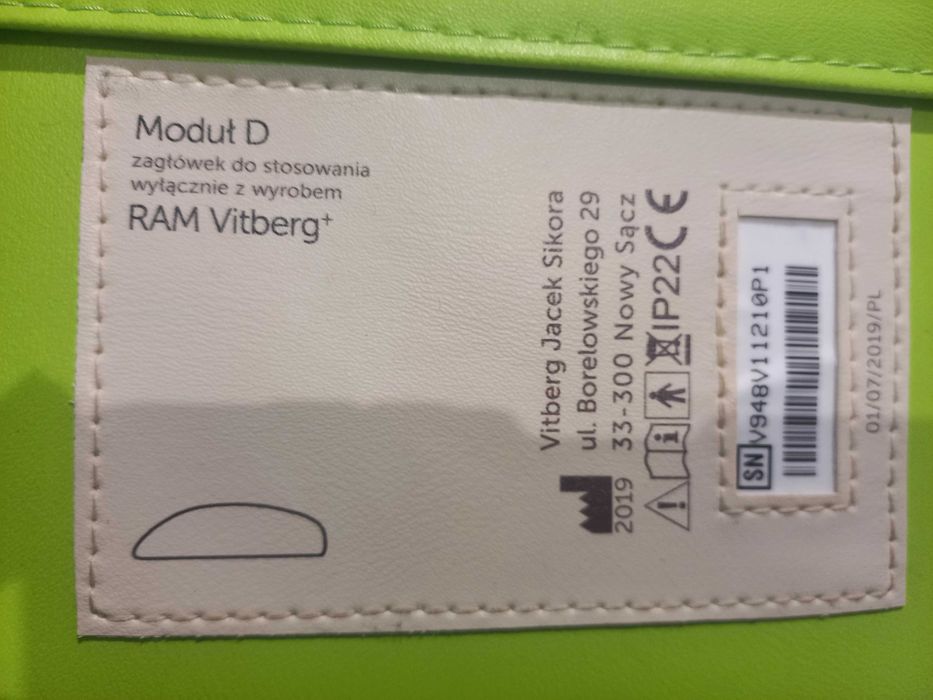 Moduł D
zagłówek do stosowania
wyłącznie z wyrobem
RAM Vitberg+
Vitberg Jacek Sikora
ul. Borelowskiego 29
33-300 Nowy Sącz
2019
IP22 CE
SN V948V11210P1
01/07/2019/PL